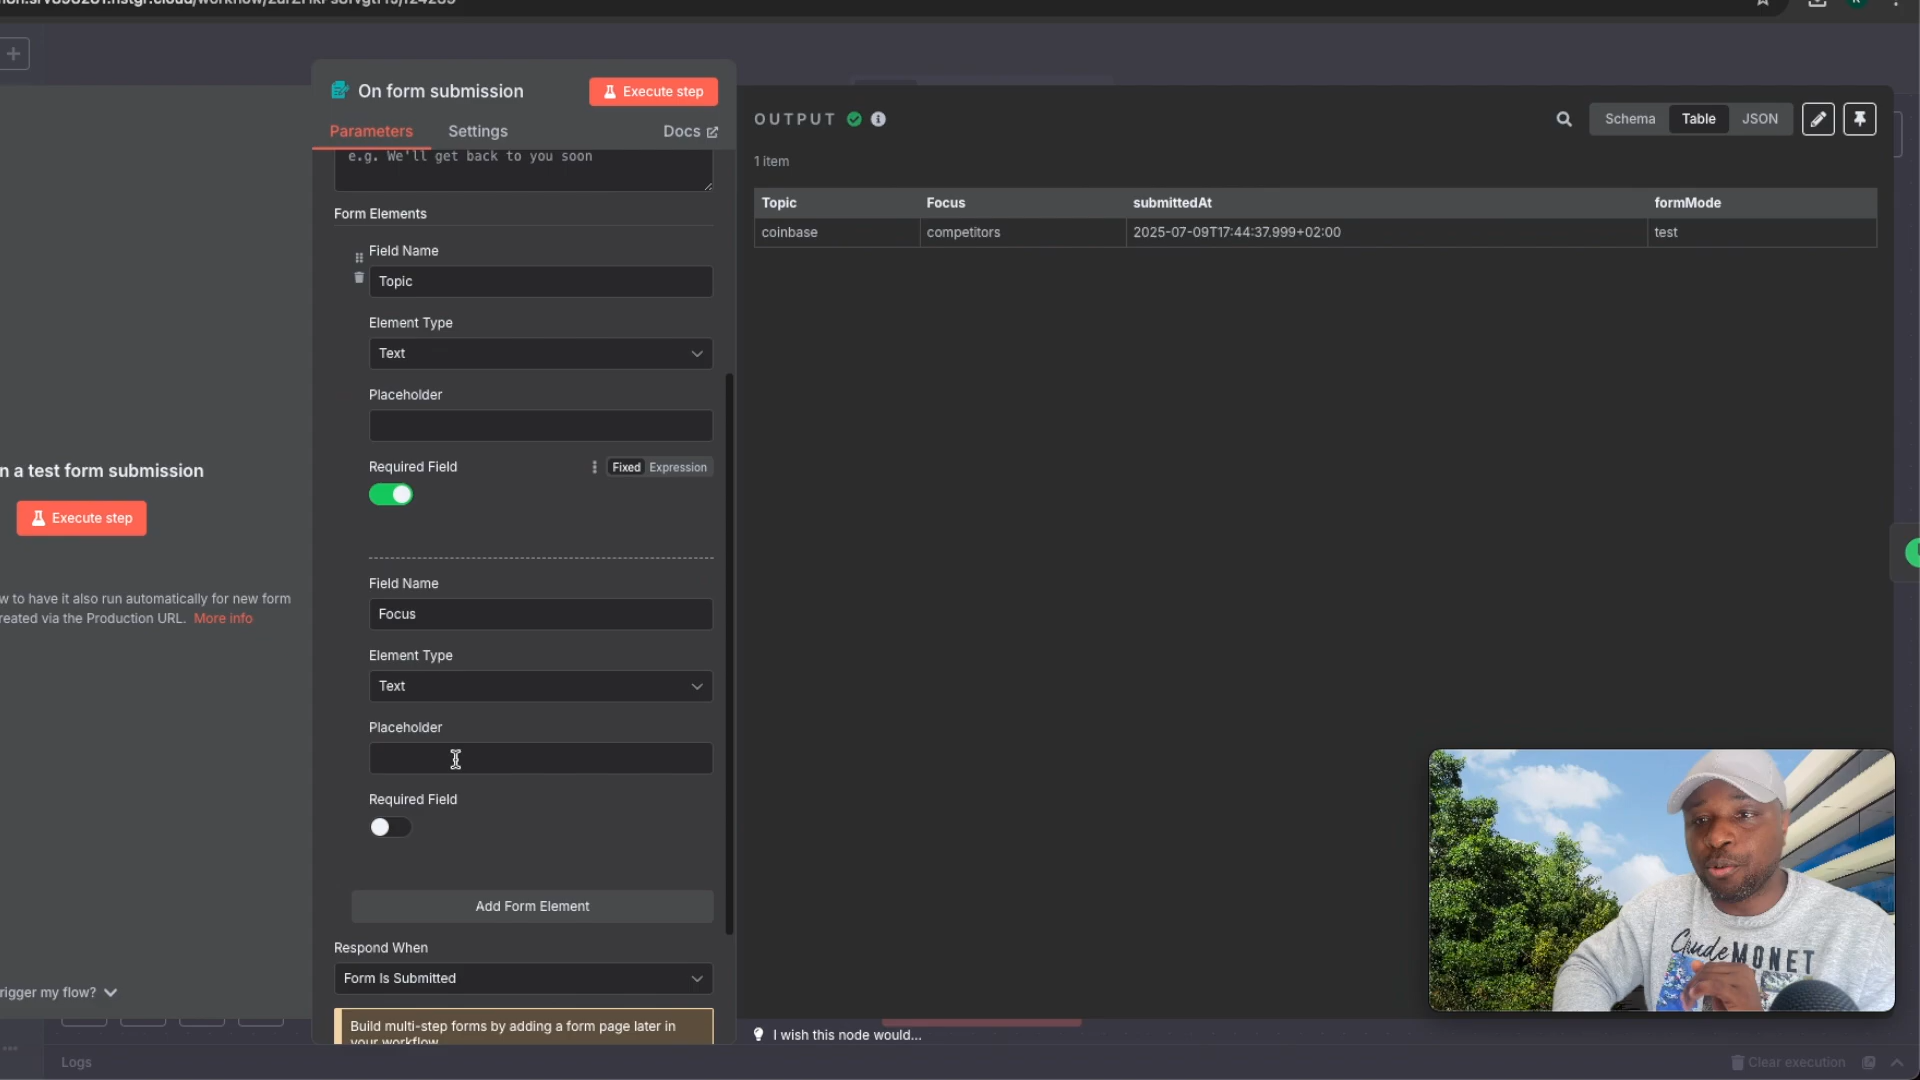 On form submission
Execute step
Parameters
Settings
Docs
e.g. We'll get back to you soon
Form Elements
Field Name
Topic
Element Type
Text
Placeholder
Required Field
Fixed
Expression
Field Name
Focus
Element Type
Text
Placeholder
Required Field
Add Form Element
Respond When
Form Is Submitted
Build multi-step forms by adding a form page later in
your workflow
n a test form submission
Execute step
w to have it also run automatically for new form
reated via the Production URL. More info
rigger my flow?
Logs
OUTPUT
Schema
Table
JSON
1 item
Topic Focus submittedAt formMode
coinbase competitors 2025-07-09T17:44:37.999+02:00 test
I wish this node would...
Clear execution
Claude MONET